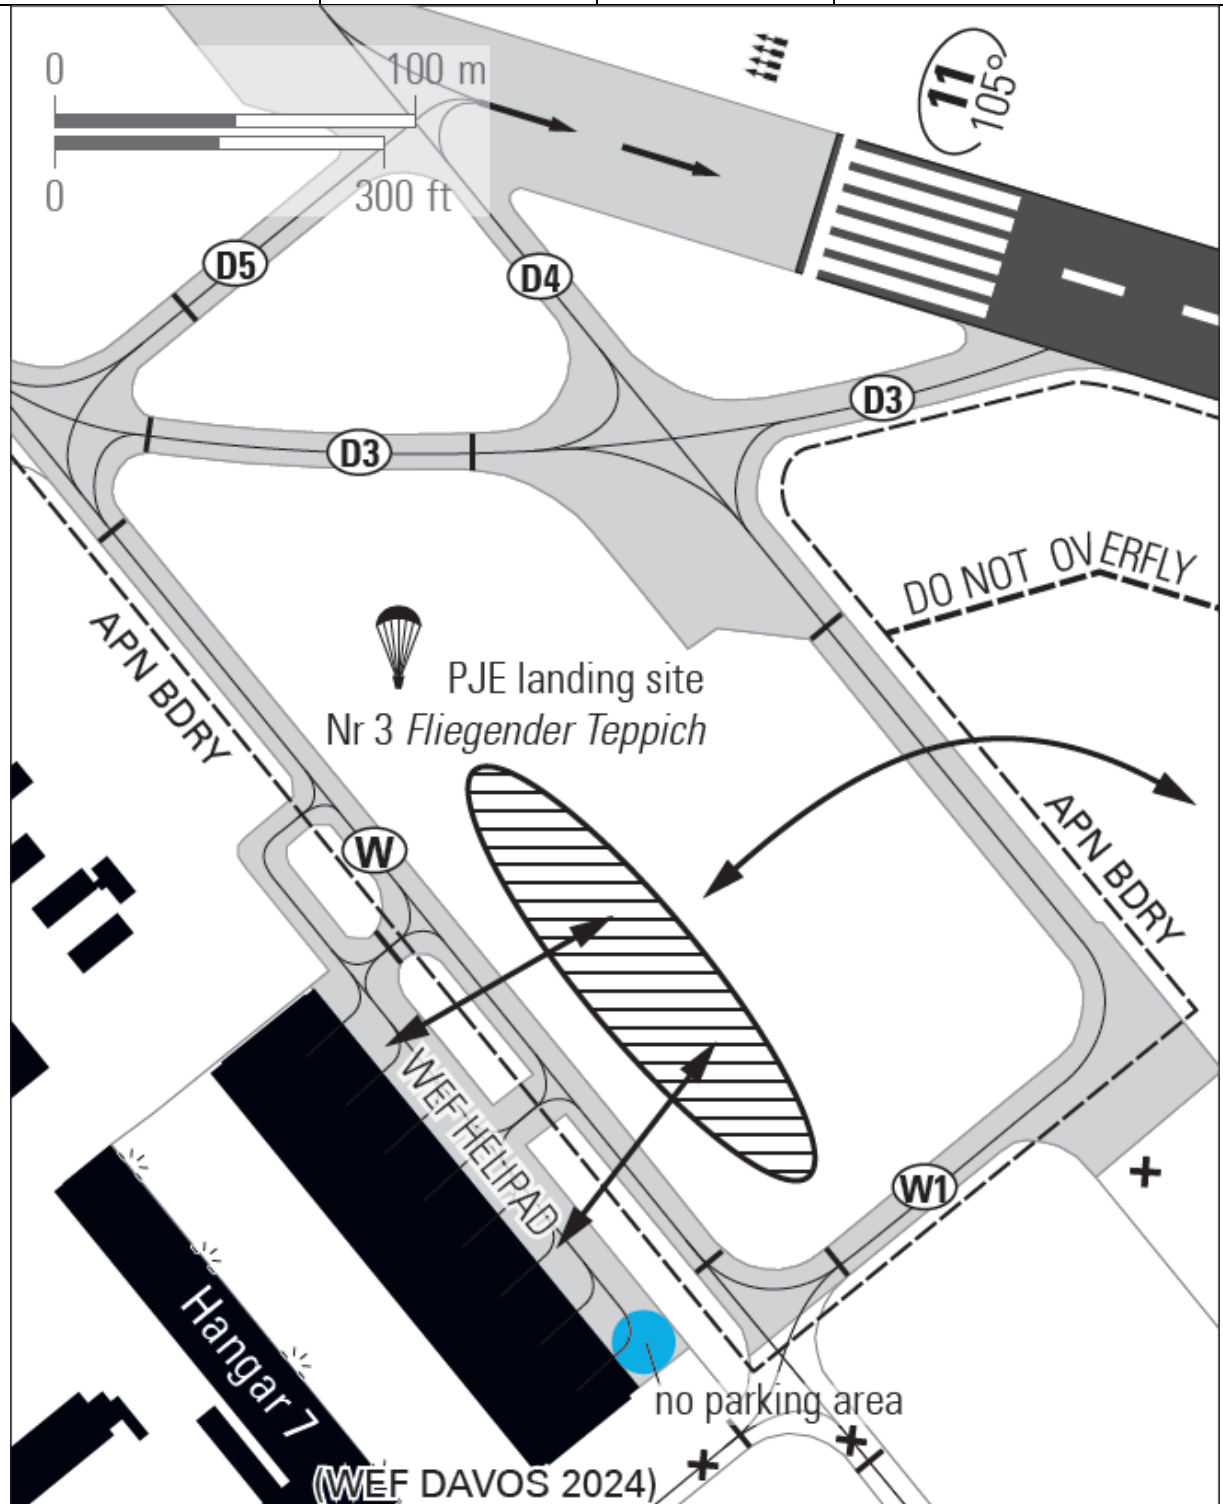 0 100 m
0 300 ft
11
105°
D5
D4
D3
D3
DO NOT OVERFLY
APN BDRY
PJE landing site
Nr 3 Fliegender Teppich
W
APN BDRY
WEF HELIPAD
W1
Hangar 7
no parking area
(WEF DAVOS 2024)